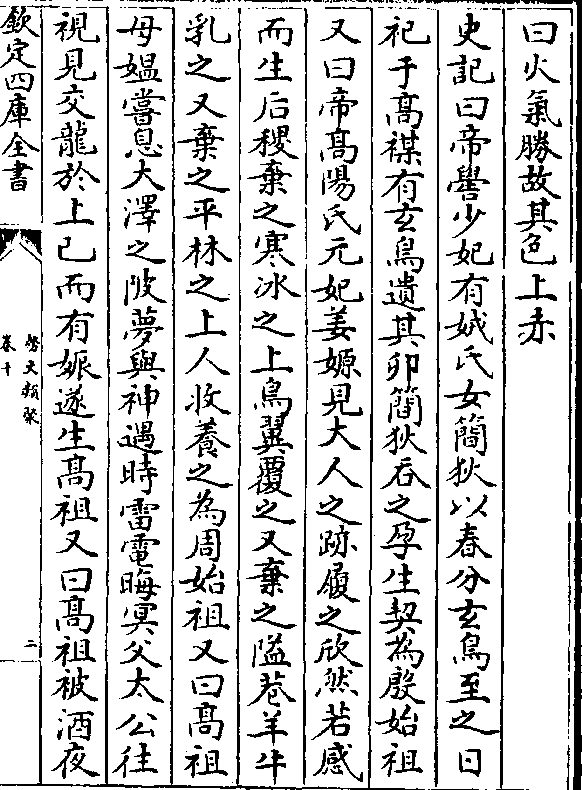 曰火氣勝故其色上赤
史記曰帝嚳少妃有娀氏女簡狄以春分玄鳥至之日
祀于髙禖有玄鳥遺其卵簡狄吞之孕生契為殷始祖
又曰帝髙陽氏元妃姜嫄見大人之跡履之欣然若感
而生后稷棄之寒冰之上鳥翼覆之又棄之隘巷羊牛
乳之又棄之平林之上人收養之為周始祖又曰髙祖
母媪嘗息大澤之陂夢與神遇時雷電晦冥父太公往
視見交龍於上已而有娠遂生髙祖又曰髙祖被酒夜
欽定四庫全書
藝文類聚
卷十
二